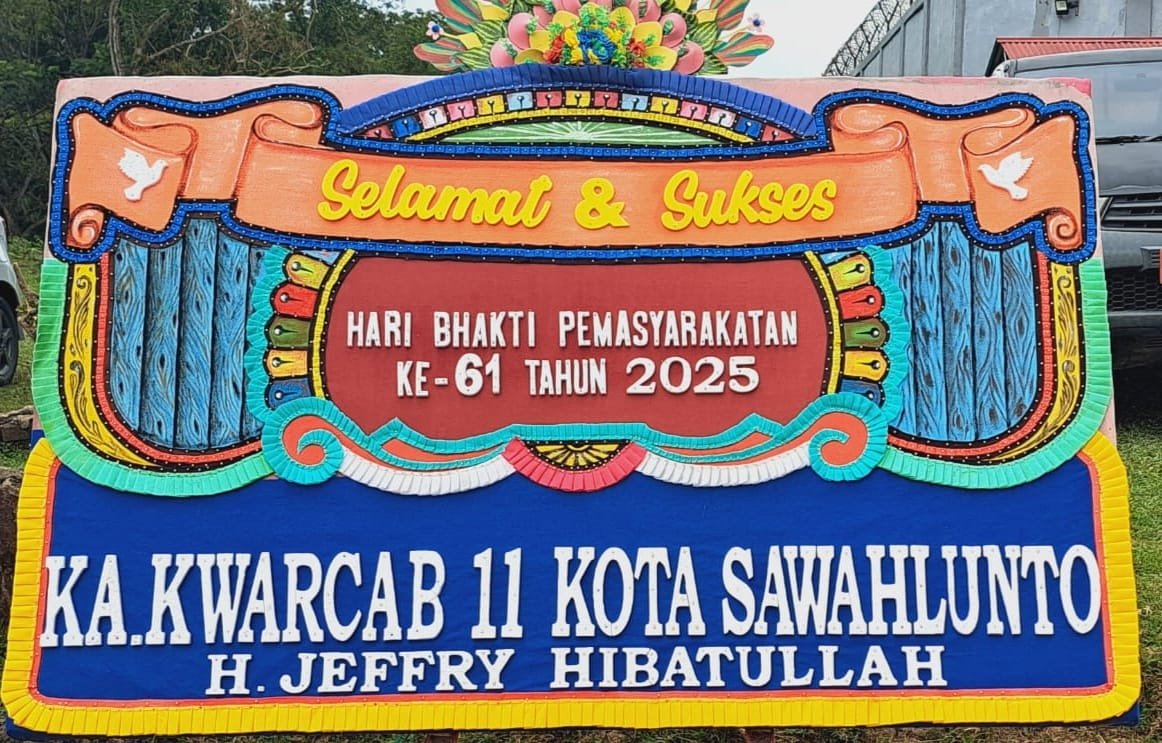 Selamat & Sukses
HARI BHAKTI PEMASYARAKATAN
KE-61 TAHUN 2025
KA.KWARCAB 11 KOTA SAWAHLUNTO
H. JEFFRY HIBATULLAH